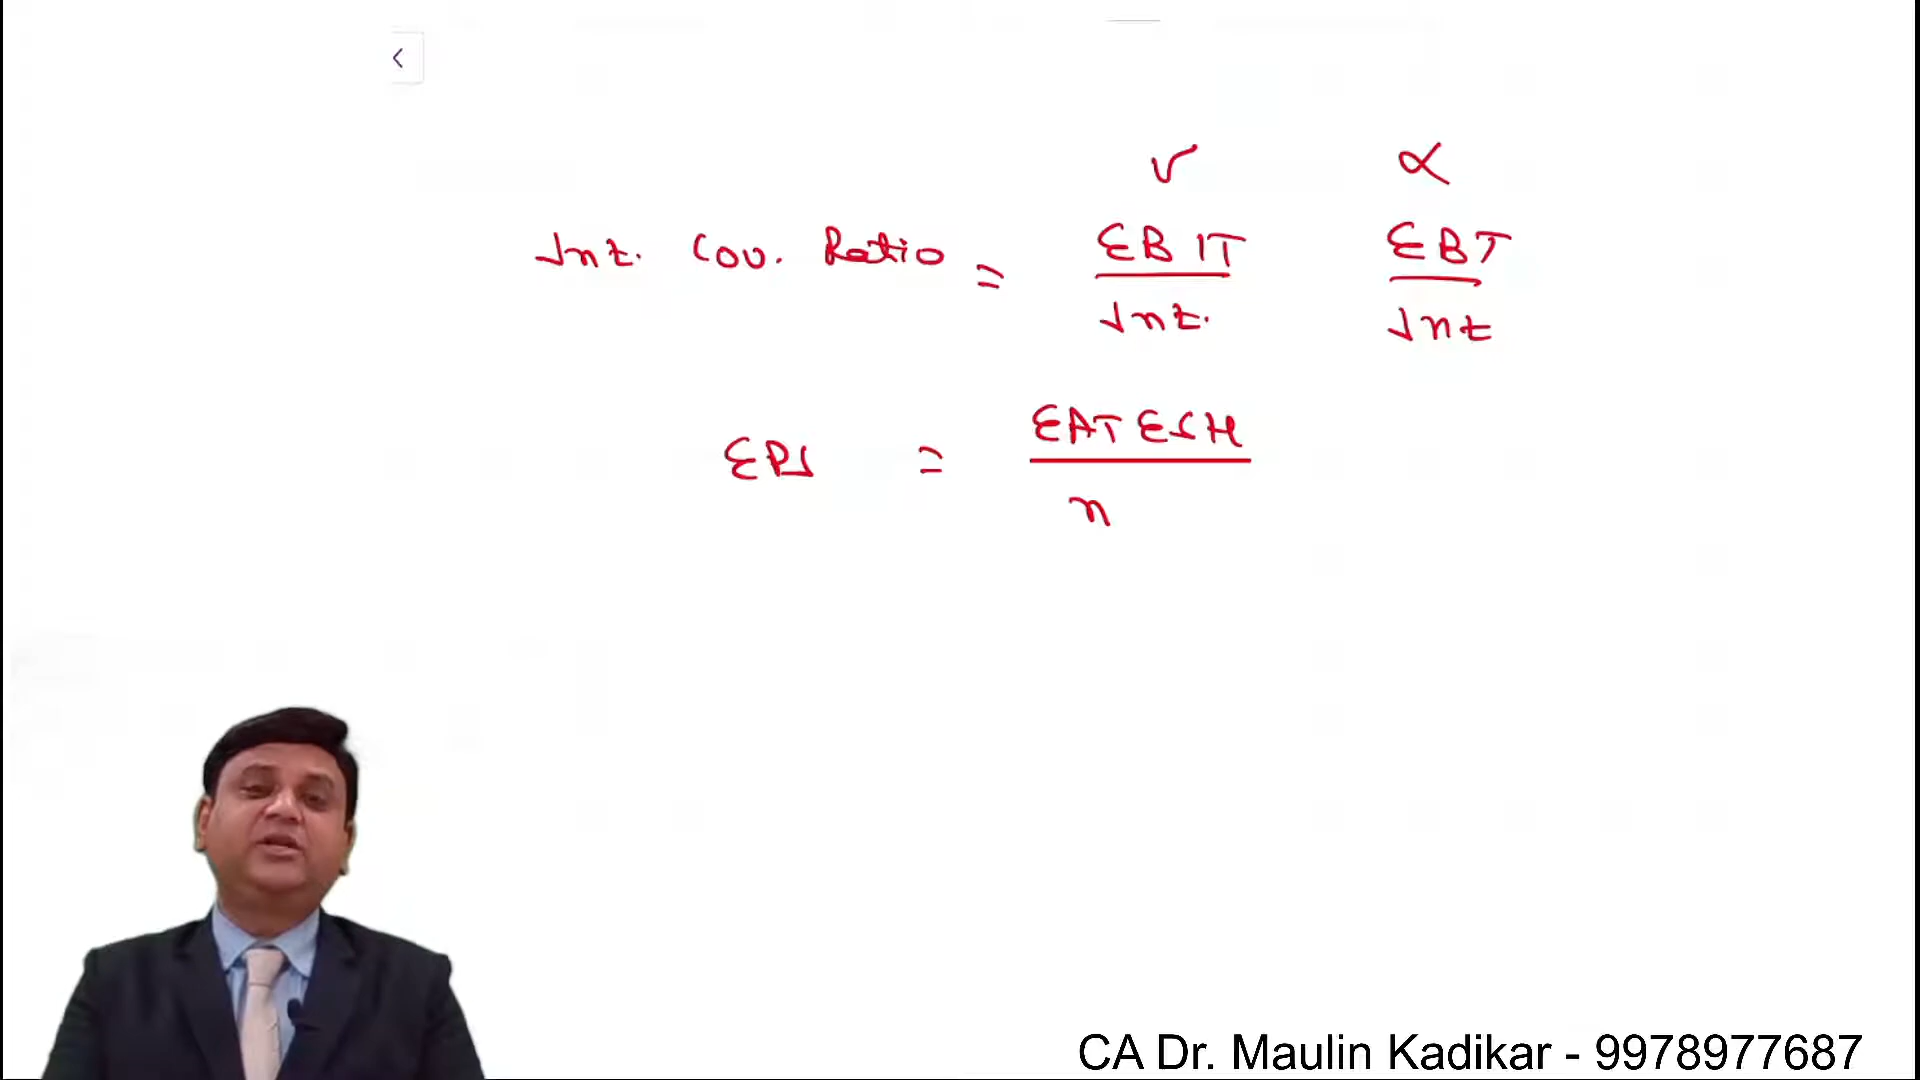 ✓ ✗
Int. Cov. Ratio = EBIT EBT
Int. Int
EPS = EATESH
n
CA Dr. Maulin Kadikar - 9978977687